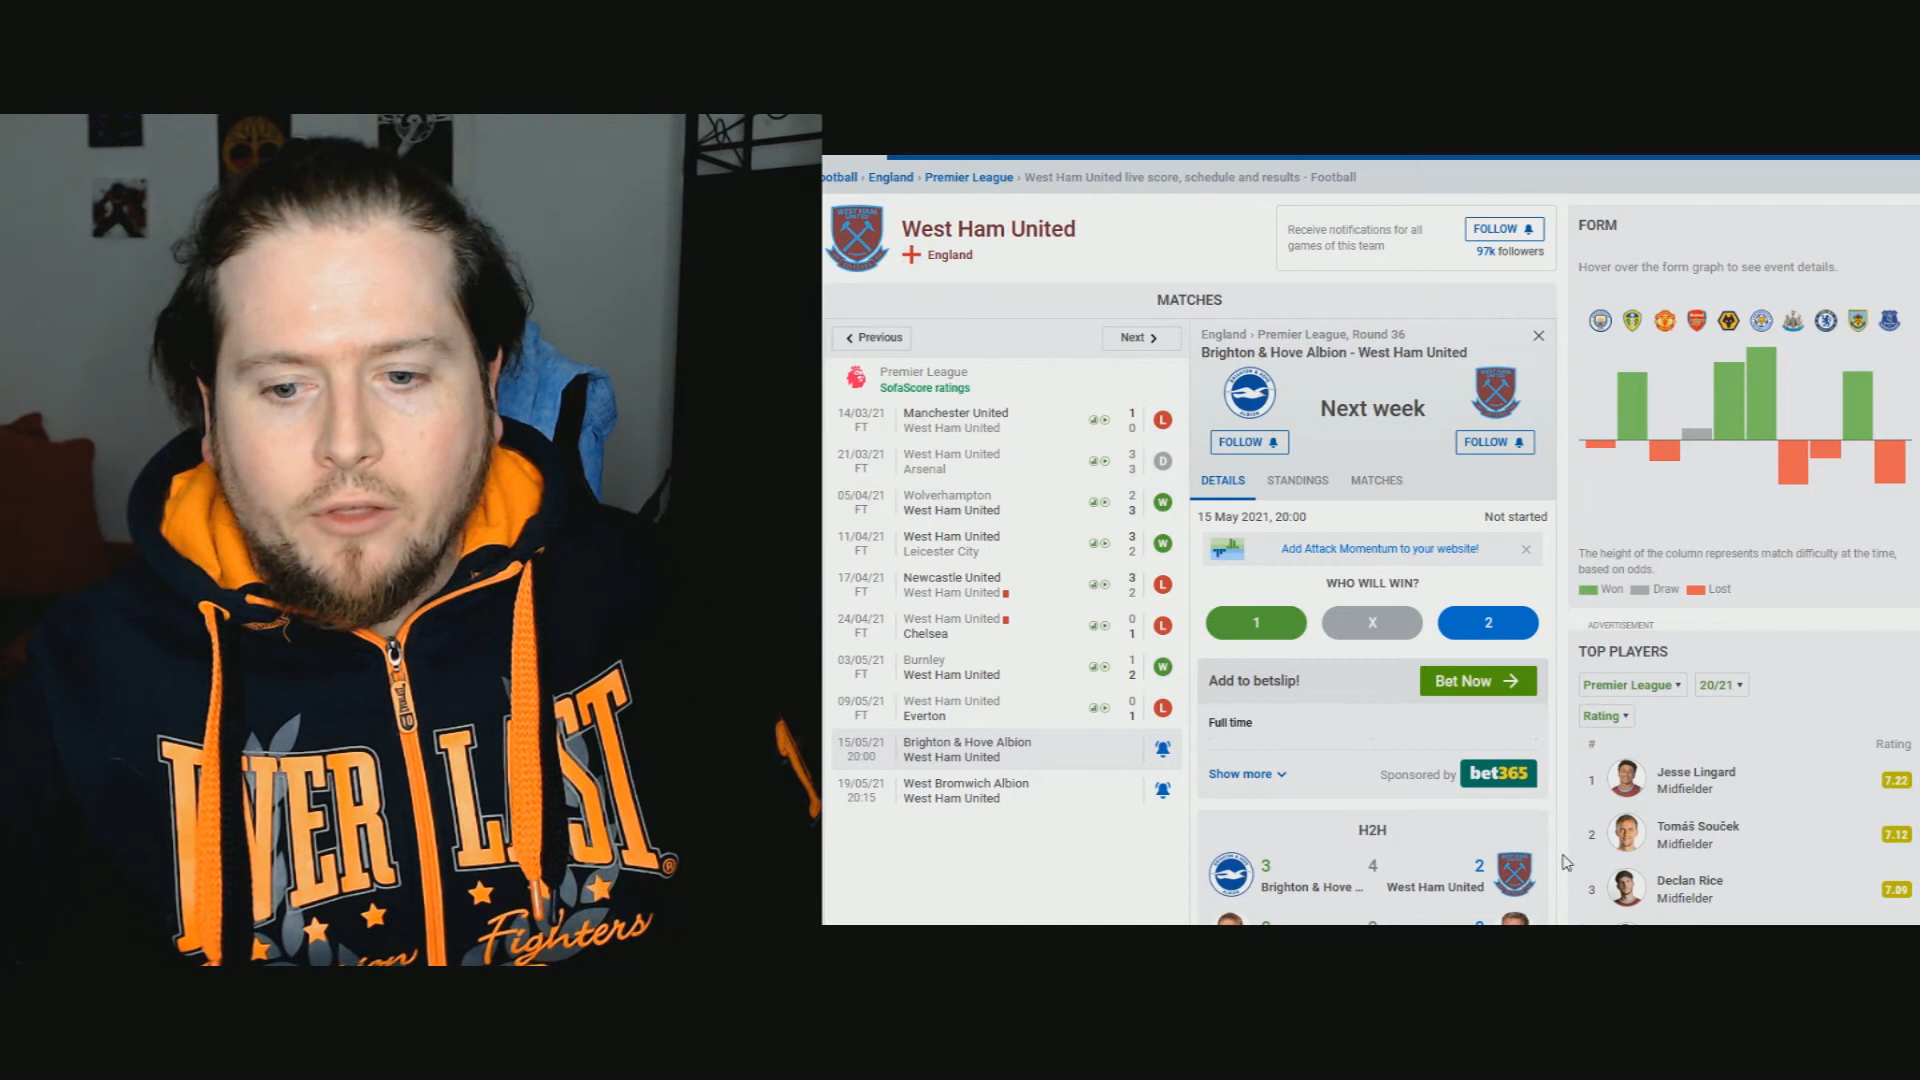 ootball › England › Premier League › West Ham United live score, schedule and results - Football
West Ham United
England
Receive notifications for all
games of this team
FOLLOW
97k followers
MATCHES
Previous
Next
Premier League
SofaScore ratings
14/03/21 Manchester United 1
FT West Ham United 0
L
21/03/21 West Ham United 3
FT Arsenal 3
D
05/04/21 Wolverhampton 2
FT West Ham United 3
W
11/04/21 West Ham United 3
FT Leicester City 2
W
17/04/21 Newcastle United 3
FT West Ham United 2
L
24/04/21 West Ham United 0
FT Chelsea 1
L
03/05/21 Burnley 1
FT West Ham United 2
W
09/05/21 West Ham United 0
FT Everton 1
L
15/05/21 Brighton & Hove Albion
20:00 West Ham United
19/05/21 West Bromwich Albion
20:15 West Ham United
England › Premier League, Round 36
Brighton & Hove Albion - West Ham United
Next week
FOLLOW
FOLLOW
DETAILS STANDINGS MATCHES
15 May 2021, 20:00 Not started
Add Attack Momentum to your website!
WHO WILL WIN?
1 X 2
Add to betslip!
Bet Now
Full time
Show more
Sponsored by bet365
H2H
3 4 2
Brighton & Hove ... West Ham United
FORM
Hover over the form graph to see event details.
The height of the column represents match difficulty at the time,
based on odds.
Won Draw Lost
ADVERTISEMENT
TOP PLAYERS
Premier League 20/21
Rating
# Rating
1 Jesse Lingard 7.22
Midfielder
2 Tomáš Souček 7.12
Midfielder
3 Declan Rice 7.09
Midfielder
EVERLAST®
Fighters